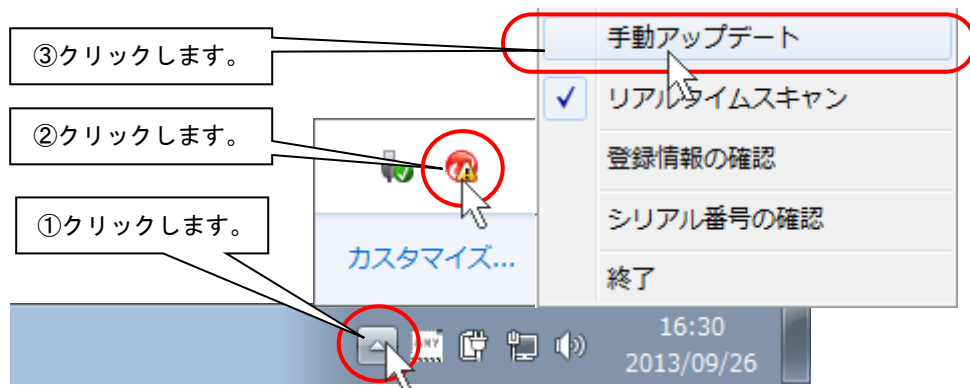 ③クリックします。
手動アップデート
リアルタイムスキャン
②クリックします。
登録情報の確認
①クリックします。
シリアル番号の確認
カスタマイズ...
終了
16:30
2013/09/26